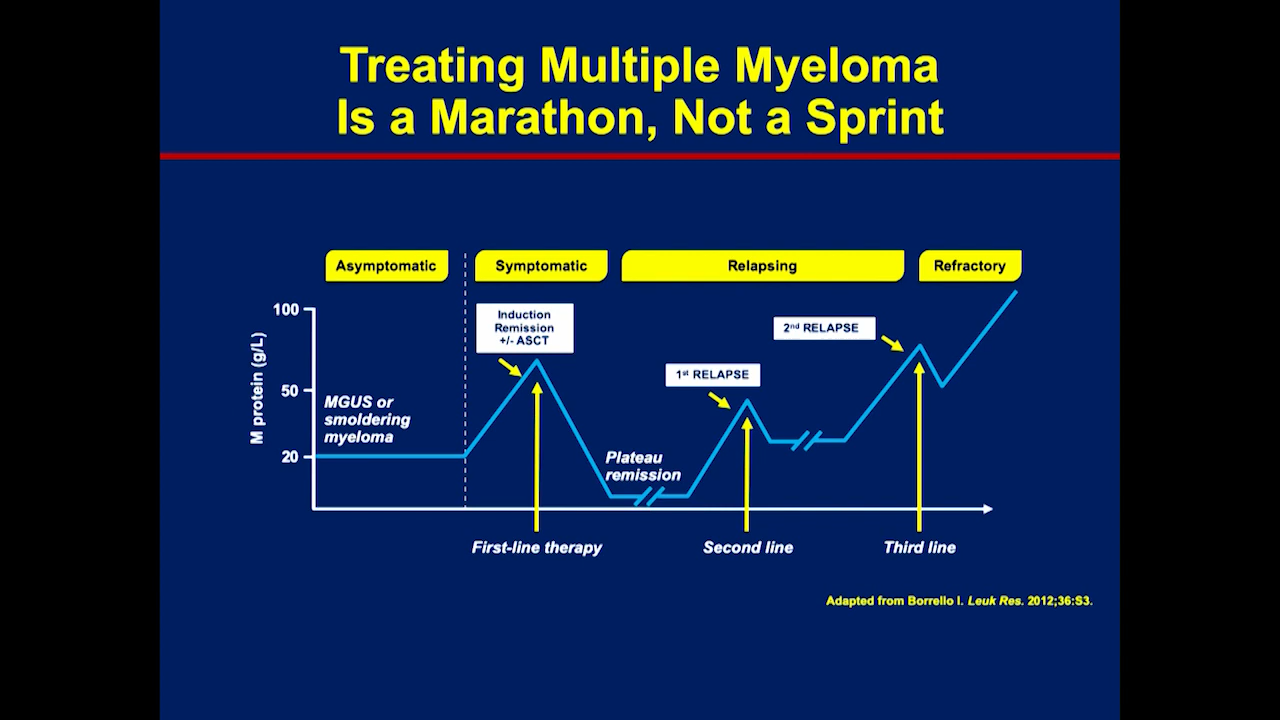 Treating Multiple Myeloma
Is a Marathon, Not a Sprint
Asymptomatic
Symptomatic
Relapsing
Refractory
M protein (g/L)
100
50
20
MGUS or
smoldering
myeloma
Induction
Remission
+/- ASCT
Plateau
remission
1st RELAPSE
2nd RELAPSE
First-line therapy
Second line
Third line
Adapted from Borrello I. Leuk Res. 2012;36:S3.